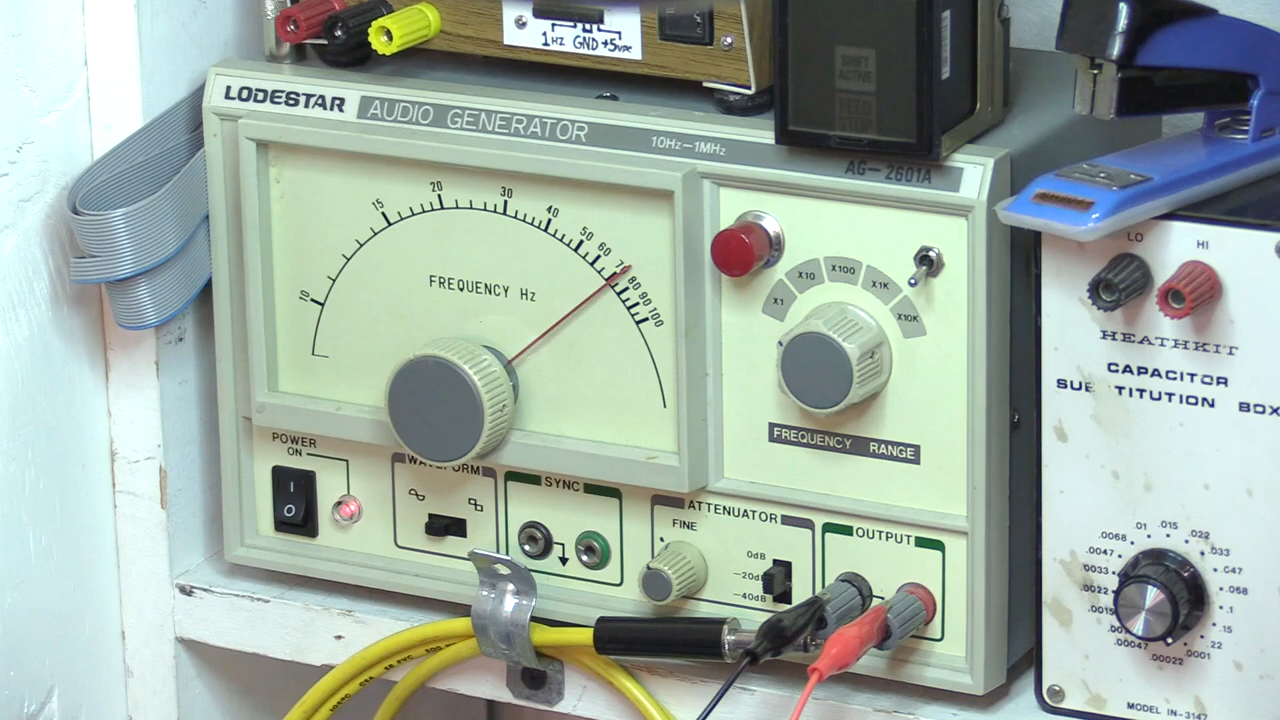 1HZ GND +5VDC
SHIFT
ACTIVE
FEED
LODESTAR AUDIO GENERATOR 10Hz-1MHz AG-2601A
10 15 20 30 40 50 60 70 80 90 100
FREQUENCY Hz
X1 X10 X100 X1K X10K
FREQUENCY RANGE
POWER
ON
I
O
WAVEFORM
SYNC
ATTENUATOR
FINE
0dB
-20dB
-40dB
OUTPUT
LO HI
HEATHKIT
CAPACITOR
SUBSTITUTION BOX
.01 .015 .022 .033 .047 .068 .1 .15 .22
.0001 .00022 .00047 .0015 .0022 .0033 .0047 .0068
MODEL IN-3147